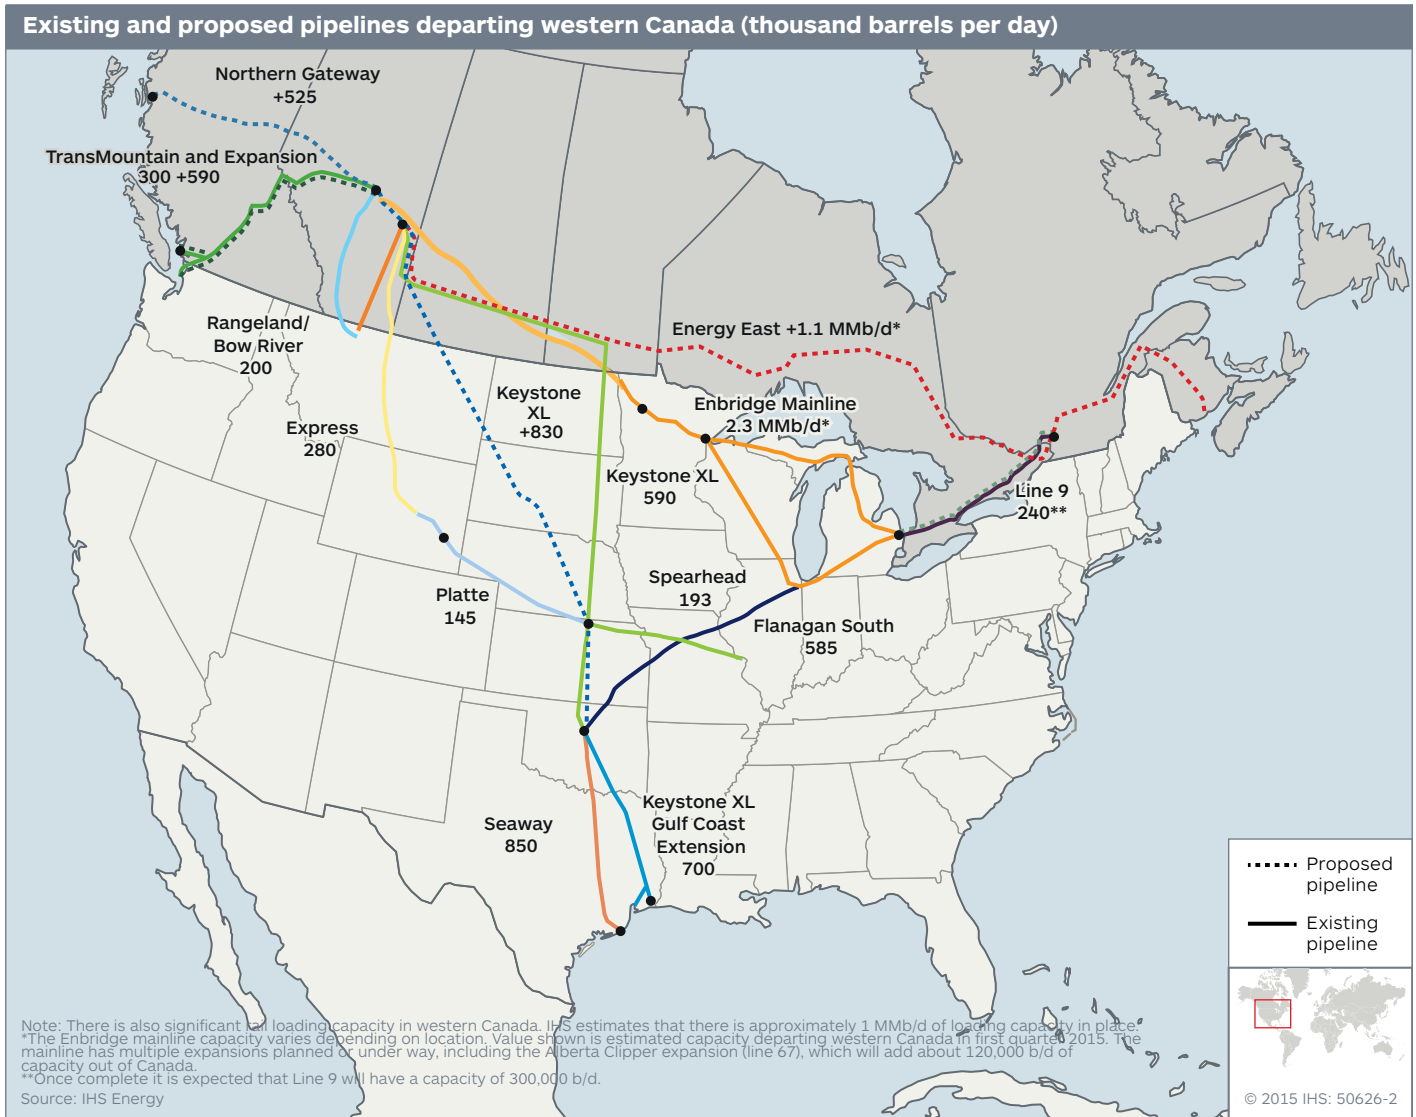 Existing and proposed pipelines departing western Canada (thousand barrels per day)
Northern Gateway
+525
TransMountain and Expansion
300 +590
Rangeland/
Bow River
200
Express
280
Keystone
XL
+830
Energy East +1.1 MMb/d*
Enbridge Mainline
2.3 MMb/d*
Keystone XL
590
Line 9
240**
Spearhead
193
Platte
145
Flanagan South
585
Keystone XL
Gulf Coast
Extension
700
Seaway
850
Proposed
pipeline
Existing
pipeline
Note: There is also significant rail loading capacity in western Canada. IHS estimates that there is approximately 1 MMb/d of loading capacity in place.
*The Enbridge mainline capacity varies depending on location. Value shown is estimated capacity departing western Canada in first quarter 2015. The
mainline has multiple expansions planned or under way, including the Alberta Clipper expansion (line 67), which will add about 120,000 b/d of
capacity out of Canada.
**Once complete it is expected that Line 9 will have a capacity of 300,000 b/d.
Source: IHS Energy
© 2015 IHS: 50626-2